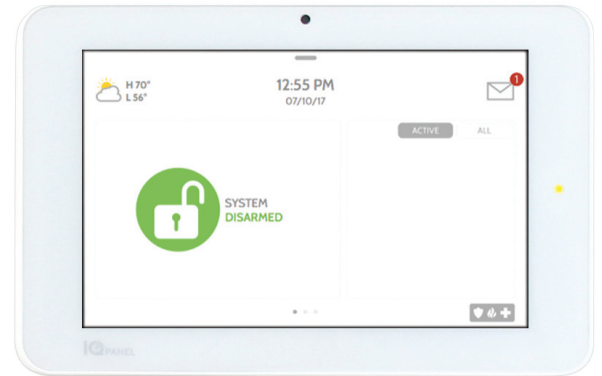 H 70°
L 56°
12:55 PM
07/10/17
1
ACTIVE
ALL
SYSTEM
DISARMED
IQ PANEL